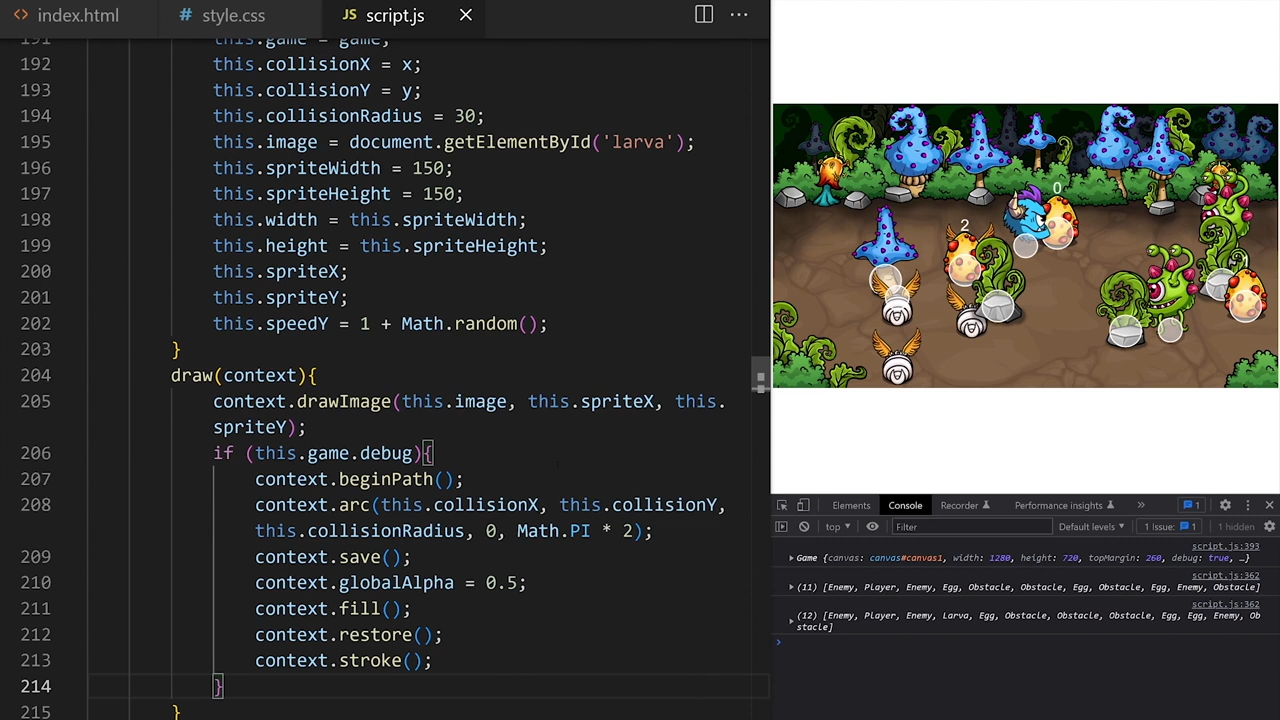 index.html
# style.css
JS script.js
191 this.game = game;
192 this.collisionX = x;
193 this.collisionY = y;
194 this.collisionRadius = 30;
195 this.image = document.getElementById('larva');
196 this.spriteWidth = 150;
197 this.spriteHeight = 150;
198 this.width = this.spriteWidth;
199 this.height = this.spriteHeight;
200 this.spriteX;
201 this.spriteY;
202 this.speedY = 1 + Math.random();
203 }
204 draw(context){
205 context.drawImage(this.image, this.spriteX, this.
spriteY);
206 if (this.game.debug){
207 context.beginPath();
208 context.arc(this.collisionX, this.collisionY,
this.collisionRadius, 0, Math.PI * 2);
209 context.save();
210 context.globalAlpha = 0.5;
211 context.fill();
212 context.restore();
213 context.stroke();
214 }
215 }
0
2
Elements Console Recorder Performance insights » 1
top Filter Default levels 1 Issue: 1 1 hidden
script.js:393
Game {canvas: canvas#canvas1, width: 1280, height: 720, topMargin: 260, debug: true, …}
script.js:362
(11) [Enemy, Player, Enemy, Egg, Obstacle, Obstacle, Egg, Obstacle, Egg, Enemy, Obstacle]
script.js:362
(12) [Enemy, Player, Enemy, Larva, Egg, Obstacle, Obstacle, Obstacle, Egg, Egg, Enemy, Ob
stacle]